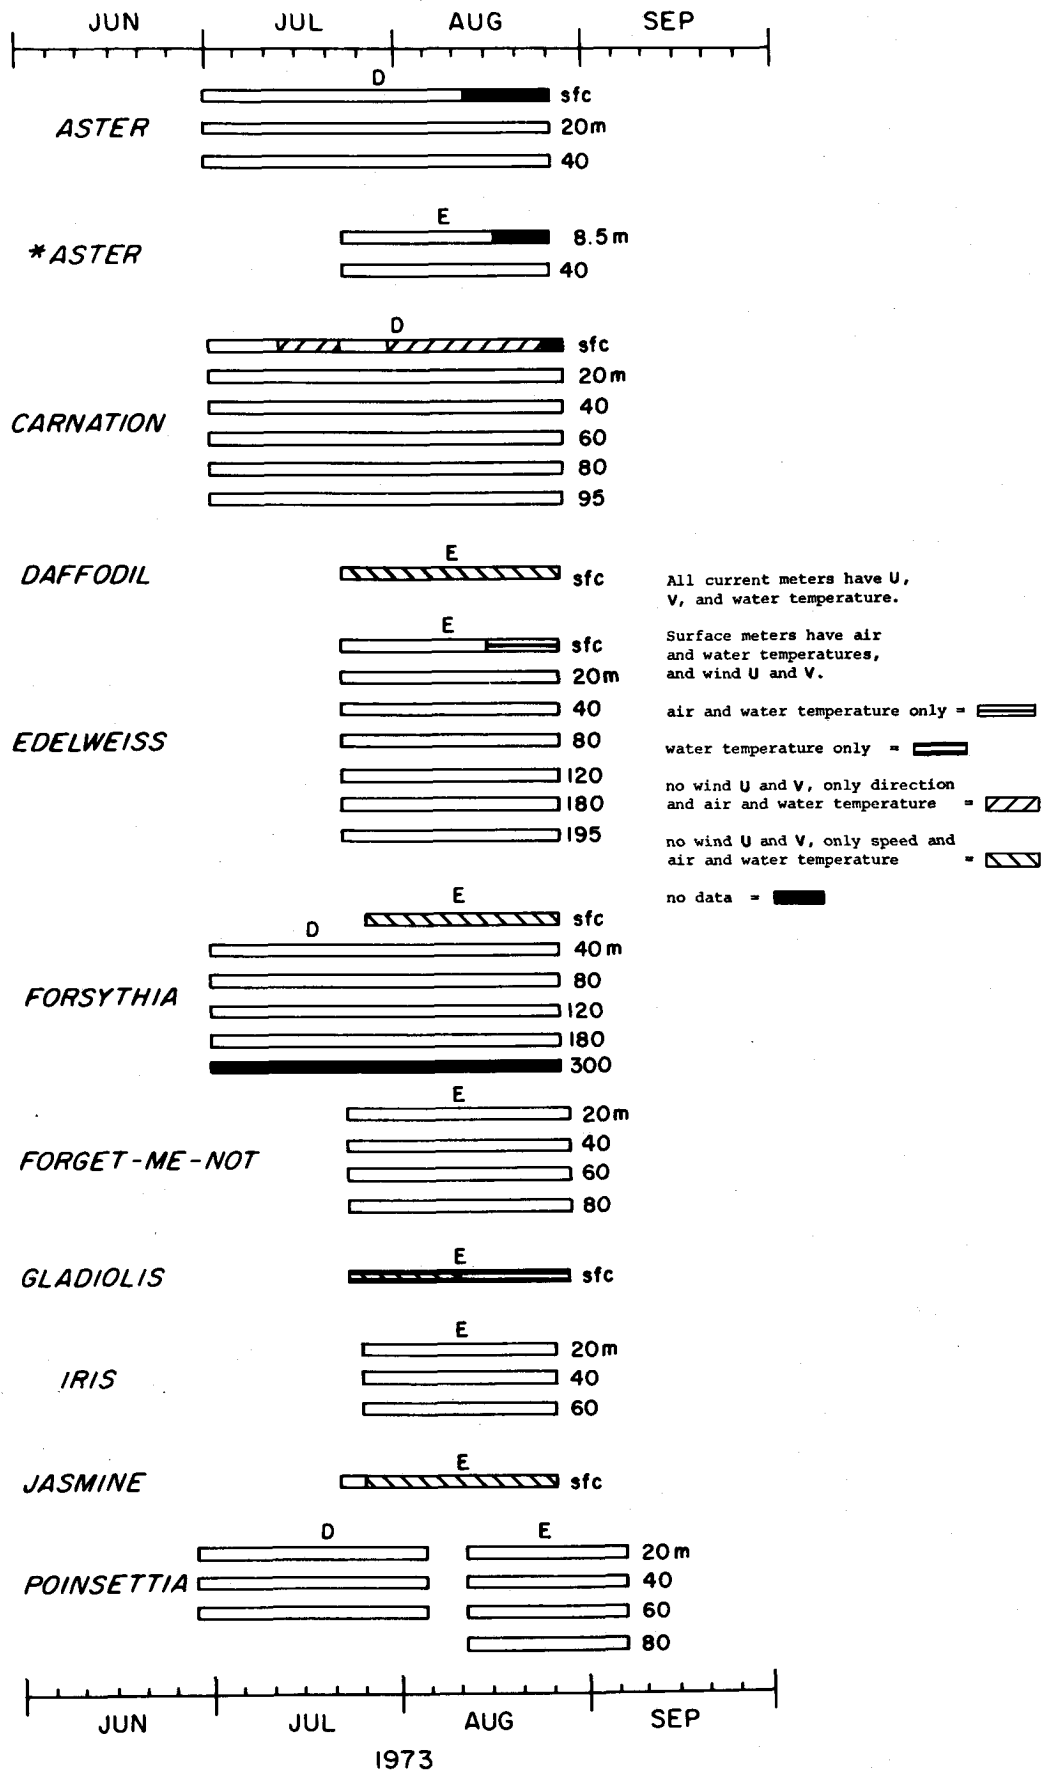 JUN JUL AUG SEP
D
sfc
ASTER 20m
40
E
8.5m
*ASTER
40
D
sfc
20m
40
CARNATION
60
80
95
E
DAFFODIL sfc
All current meters have U,
V, and water temperature.
E
sfc
Surface meters have air
and water temperatures,
and wind U and V.
20m
40
air and water temperature only =
EDELWEISS 80
water temperature only =
120
no wind U and V, only direction
and air and water temperature =
180
195
no wind U and V, only speed and
air and water temperature =
no data =
E
sfc
D
40m
80
FORSYTHIA
120
180
300
E
20m
40
FORGET-ME-NOT
60
80
E
GLADIOLIS sfc
E
20m
IRIS 40
60
E
JASMINE sfc
D E
20m
POINSETTIA 40
60
80
JUN JUL AUG SEP
1973